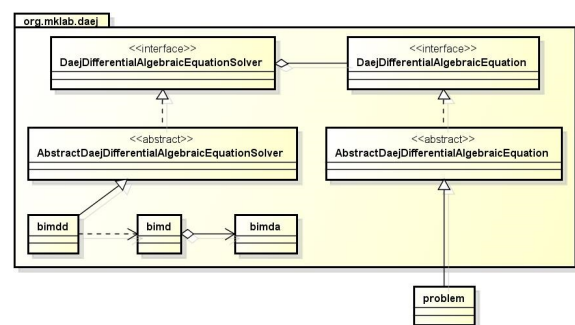 org.mklab.daej
<<interface>>
DaejDifferentialAlgebraicEquationSolver
<<interface>>
DaejDifferentialAlgebraicEquation
<<abstract>>
AbstractDaejDifferentialAlgebraicEquationSolver
<<abstract>>
AbstractDaejDifferentialAlgebraicEquation
bimdd
bimd
bimda
problem